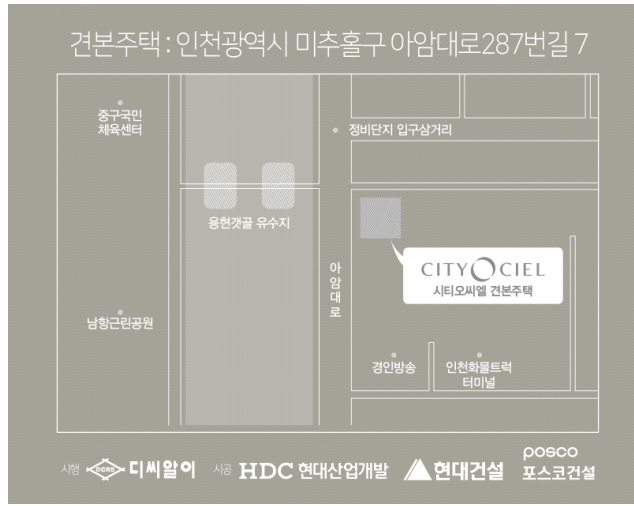 견본주택 : 인천광역시 미추홀구 아암대로287번길 7
중구국민
체육센터
정비단지 입구삼거리
용현갯골 유수지
아암대로
CITY CIEL
시티오씨엘 견본주택
남항근린공원
경인방송
인천화물트럭
터미널
시행 DCRE 디씨알이 시공 HDC 현대산업개발 현대건설 posco
포스코건설